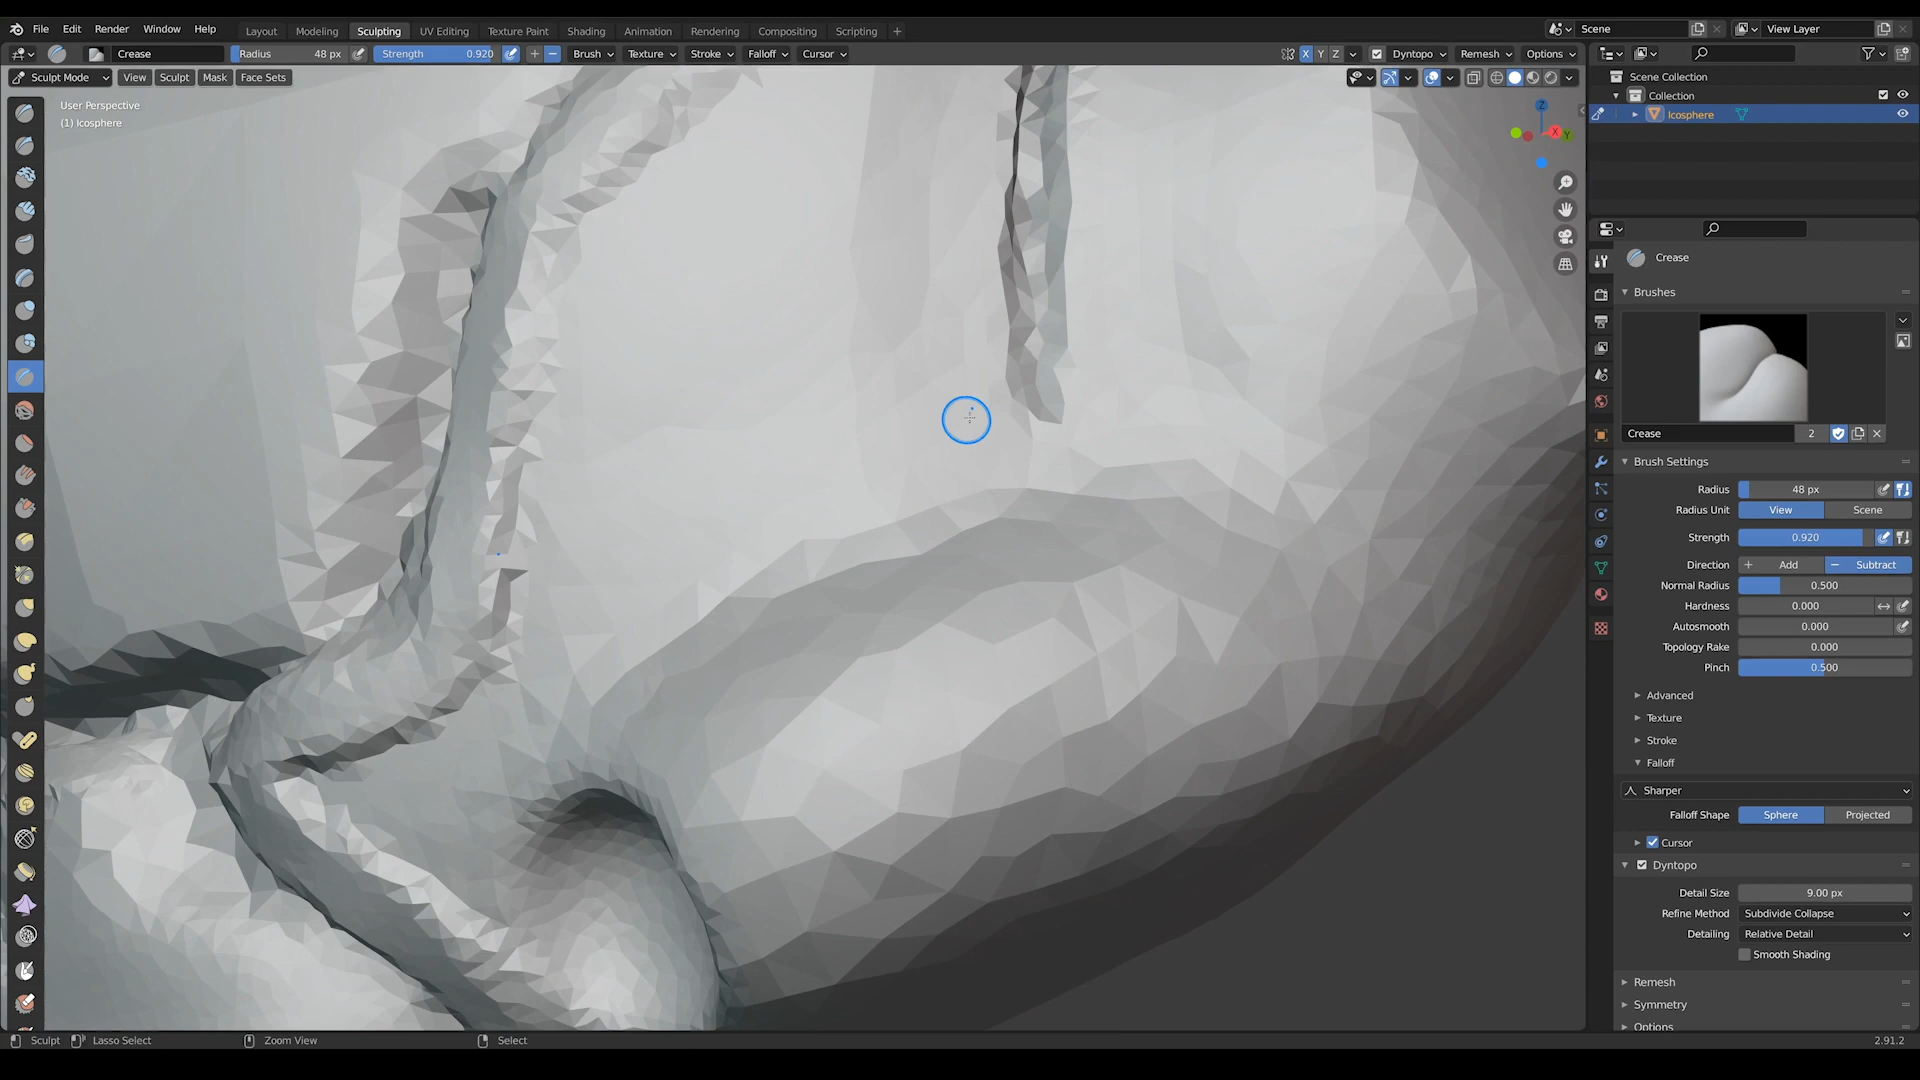 File Edit Render Window Help Layout Modeling Sculpting UV Editing Texture Paint Shading Animation Rendering Compositing Scripting + Scene View Layer
Crease Radius 48 px Strength 0.920 Brush Texture Stroke Falloff Cursor X Y Z Dyntopo Remesh Options
Sculpt Mode View Sculpt Mask Face Sets
User Perspective
(1) Icosphere
Z
X
Y
Scene Collection
Collection
Icosphere
Crease
Brushes
Crease 2
Brush Settings
Radius 48 px
Radius Unit View Scene
Strength 0.920
Direction + Add − Subtract
Normal Radius 0.500
Hardness 0.000
Autosmooth 0.000
Topology Rake 0.000
Pinch 0.500
Advanced
Texture
Stroke
Falloff
Sharper
Falloff Shape Sphere Projected
Cursor
Dyntopo
Detail Size 9.00 px
Refine Method Subdivide Collapse
Detailing Relative Detail
Smooth Shading
Remesh
Symmetry
Options
Sculpt Lasso Select Zoom View Select 2.91.2